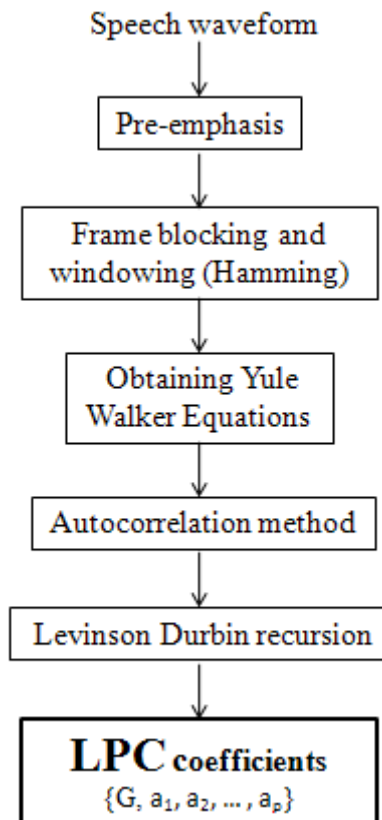 Speech waveform
Pre-emphasis
Frame blocking and
windowing (Hamming)
Obtaining Yule
Walker Equations
Autocorrelation method
Levinson Durbin recursion
LPC coefficients
{G, a₁, a₂, ... , aₚ}